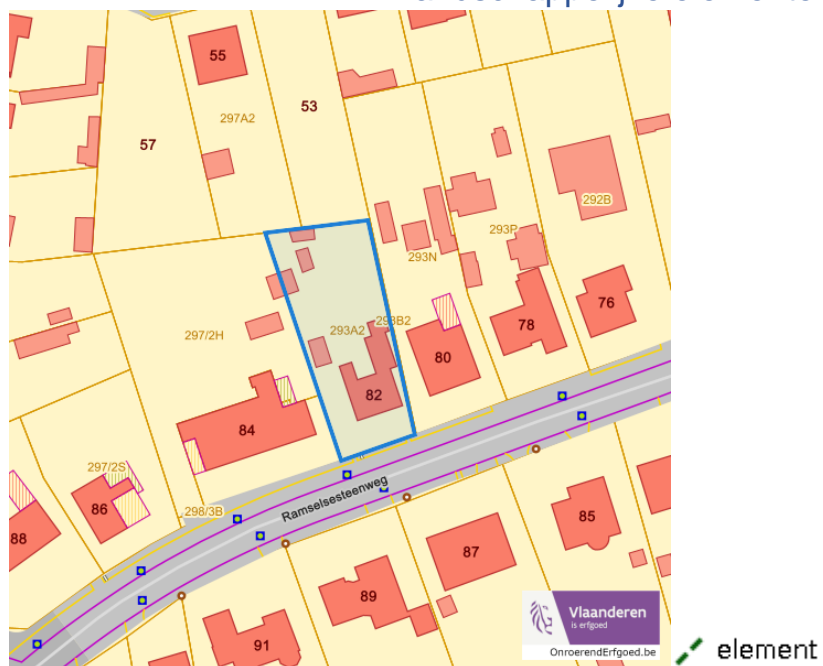 55
53
297A2
57
292B
293P
293N
76
293A2
293B2
78
297/2H
80
82
84
297/2S
Ramselsesteenweg
86
298/3B
85
88
87
89
91
Vlaanderen
is erfgoed
OnroerendErfgoed.be
element